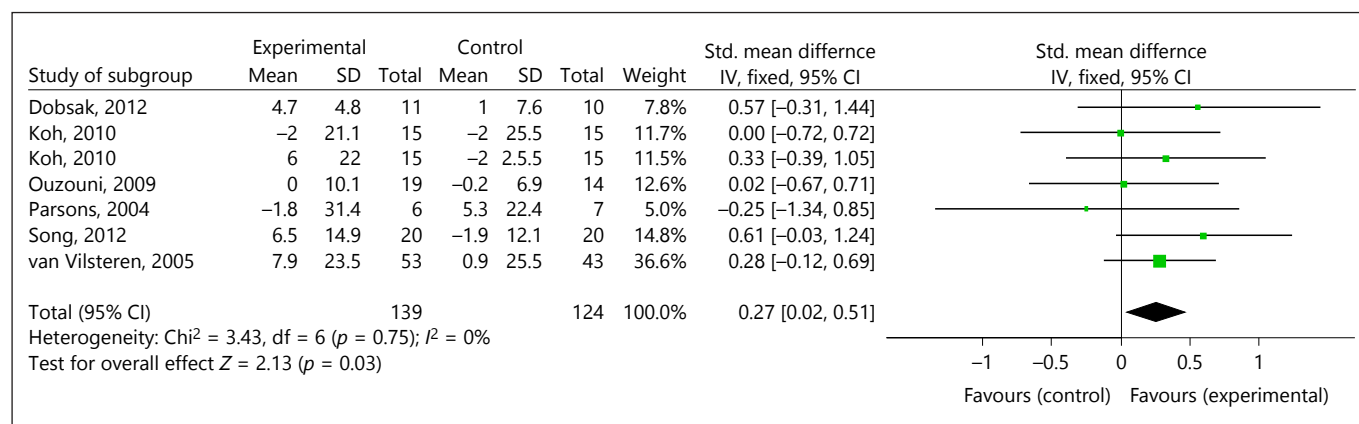 Experimental Control Std. mean differnce Std. mean differnce
Study of subgroup Mean SD Total Mean SD Total Weight IV, fixed, 95% CI IV, fixed, 95% CI
Dobsak, 2012 4.7 4.8 11 1 7.6 10 7.8% 0.57 [–0.31, 1.44]
Koh, 2010 –2 21.1 15 –2 25.5 15 11.7% 0.00 [–0.72, 0.72]
Koh, 2010 6 22 15 –2 2.5.5 15 11.5% 0.33 [–0.39, 1.05]
Ouzouni, 2009 0 10.1 19 –0.2 6.9 14 12.6% 0.02 [–0.67, 0.71]
Parsons, 2004 –1.8 31.4 6 5.3 22.4 7 5.0% –0.25 [–1.34, 0.85]
Song, 2012 6.5 14.9 20 –1.9 12.1 20 14.8% 0.61 [–0.03, 1.24]
van Vilsteren, 2005 7.9 23.5 53 0.9 25.5 43 36.6% 0.28 [–0.12, 0.69]
Total (95% CI) 139 124 100.0% 0.27 [0.02, 0.51]
Heterogeneity: Chi² = 3.43, df = 6 (p = 0.75); I² = 0%
Test for overall effect Z = 2.13 (p = 0.03)
–1 –0.5 0 0.5 1
Favours (control) Favours (experimental)